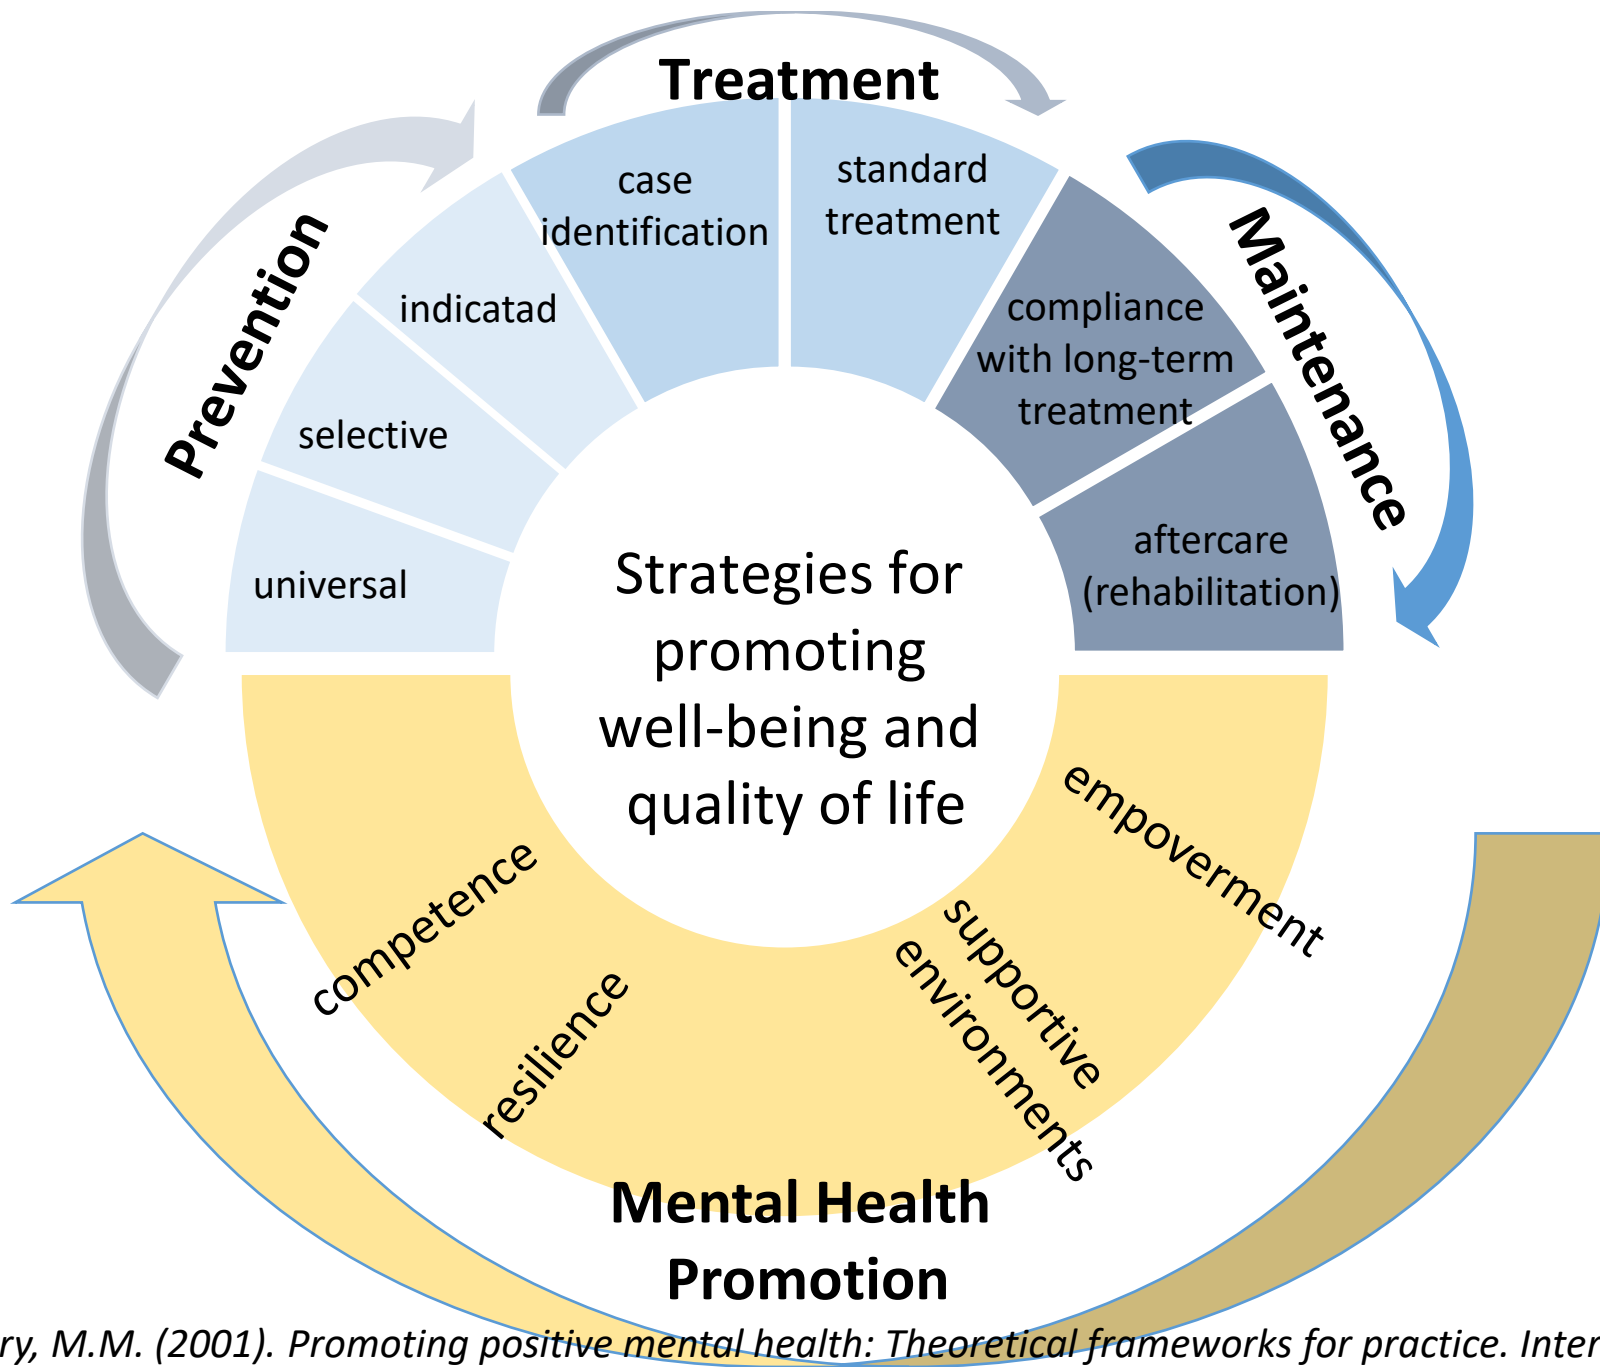 Treatment
Prevention
Maintenance
case
identification
standard
treatment
indicatad
selective
universal
compliance
with long-term
treatment
aftercare
(rehabilitation)
Strategies for
promoting
well-being and
quality of life
competence
resilience
supportive
environments
empoverment
Mental Health
Promotion
ry, M.M. (2001). Promoting positive mental health: Theoretical frameworks for practice. Inter